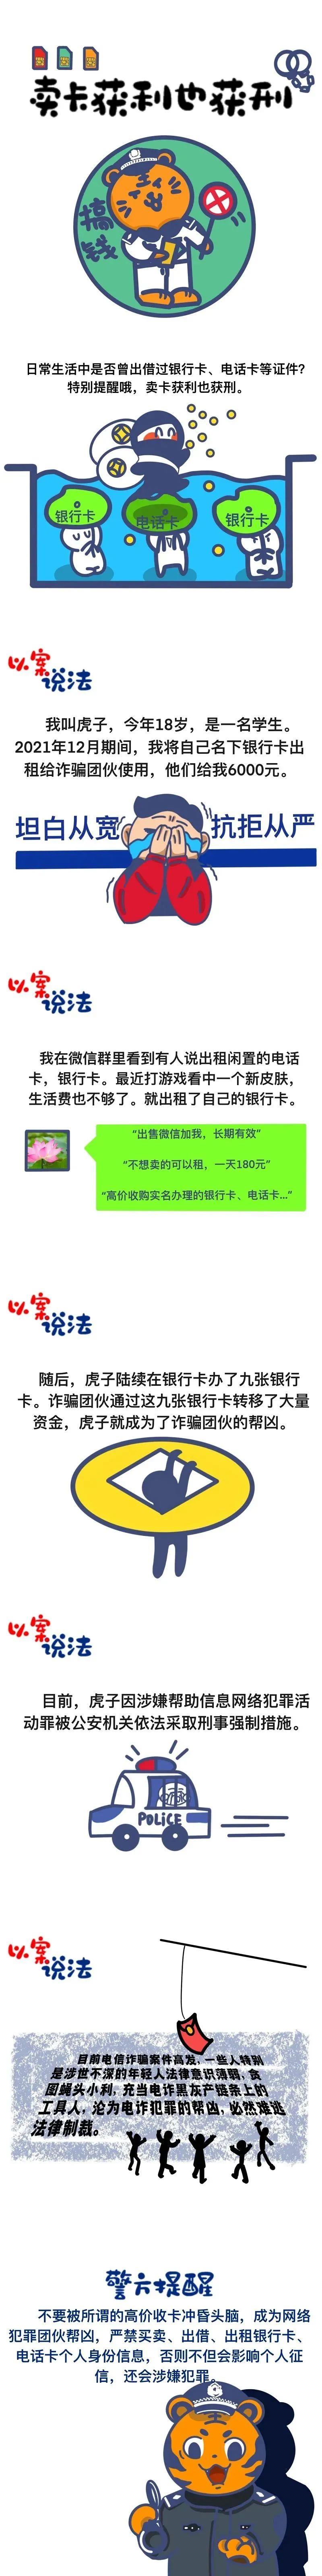 卖卡获利也获刑
搞
钱
日常生活中是否曾出借过银行卡、电话卡等证件?
特别提醒哦，卖卡获利也获刑。
银行卡
电话卡
银行卡
以案
说法
我叫虎子，今年18岁，是一名学生。
2021年12月期间，我将自己名下银行卡出
租给诈骗团伙使用，他们给我6000元。
坦白从宽
抗拒从严
以案
说法
我在微信群里看到有人说出租闲置的电话
卡，银行卡。最近打游戏看中一个新皮肤，
生活费也不够了。就出租了自己的银行卡。
“出售微信加我，长期有效”
“不想卖的可以租，一天180元”
“高价收购实名办理的银行卡、电话卡...”
以案
说法
随后，虎子陆续在银行卡办了九张银行
卡。诈骗团伙通过这九张银行卡转移了大量
资金，虎子就成为了诈骗团伙的帮凶。
以案
说法
目前，虎子因涉嫌帮助信息网络犯罪活
动罪被公安机关依法采取刑事强制措施。
POLiCE
以案
说法
目前电信诈骗案件高发，一些人特别
是涉世不深的年轻人法律意识薄弱，贪
图蝇头小利，充当电诈黑灰产链条上的
工具人，沦为电诈犯罪的帮凶，必然难逃
法律制裁。
警方提醒
不要被所谓的高价收卡冲昏头脑，成为网络
犯罪团伙帮凶，严禁买卖、出借、出租银行卡、
电话卡个人身份信息，否则不但会影响个人征
信，还会涉嫌犯罪。